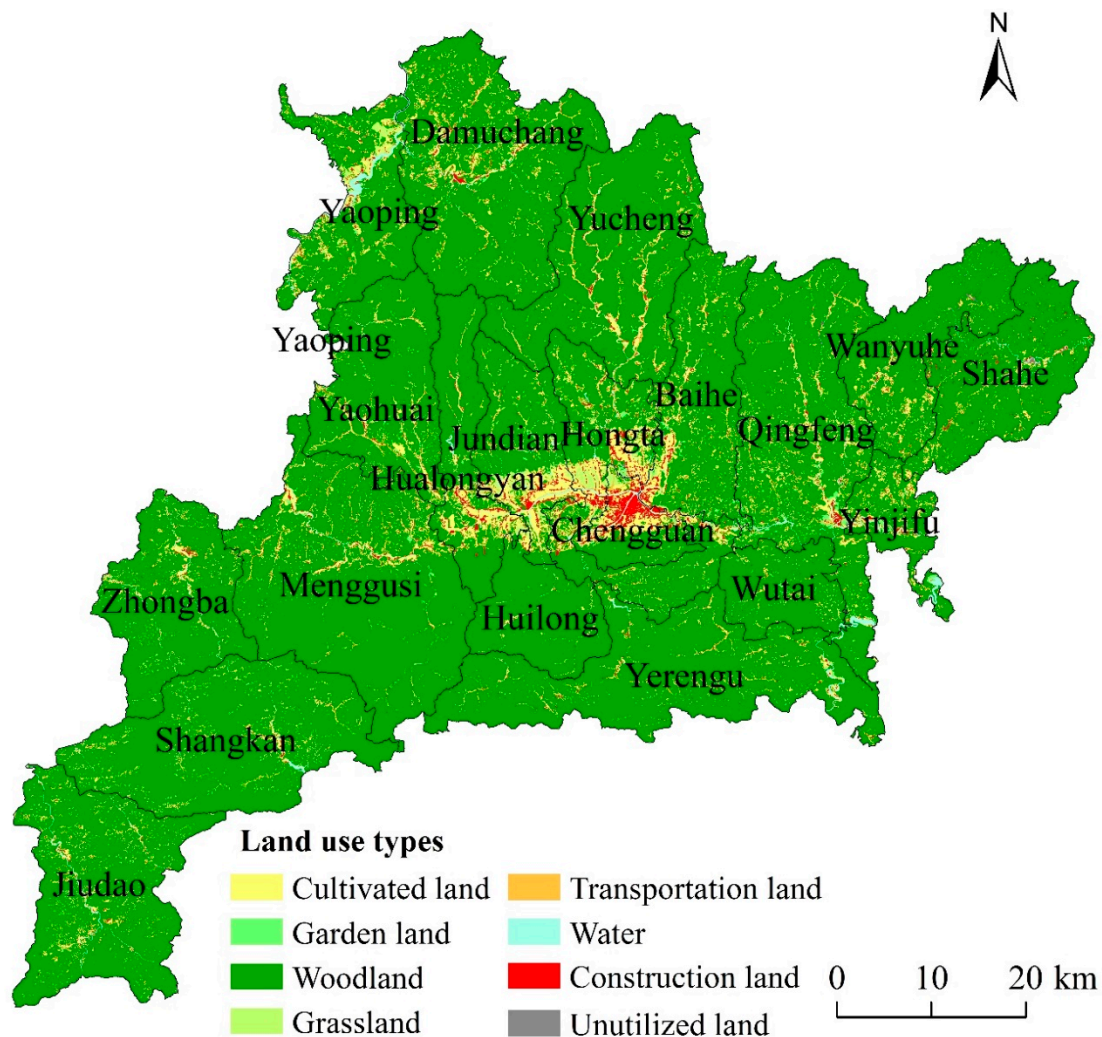 N
Damuchang
Yaoping
Yucheng
Yaoping
Wanyuhe
Shahe
Baihe
Yaohuai
Jundian
Hongta
Qingfeng
Hualongyan
Chengguan
Yinjifu
Zhongba
Menggusi
Huilong
Wutai
Yerengu
Shangkan
Jiudao
Land use types
Cultivated land
Transportation land
Garden land
Water
Woodland
Construction land
Grassland
Unutilized land
0 10 20 km